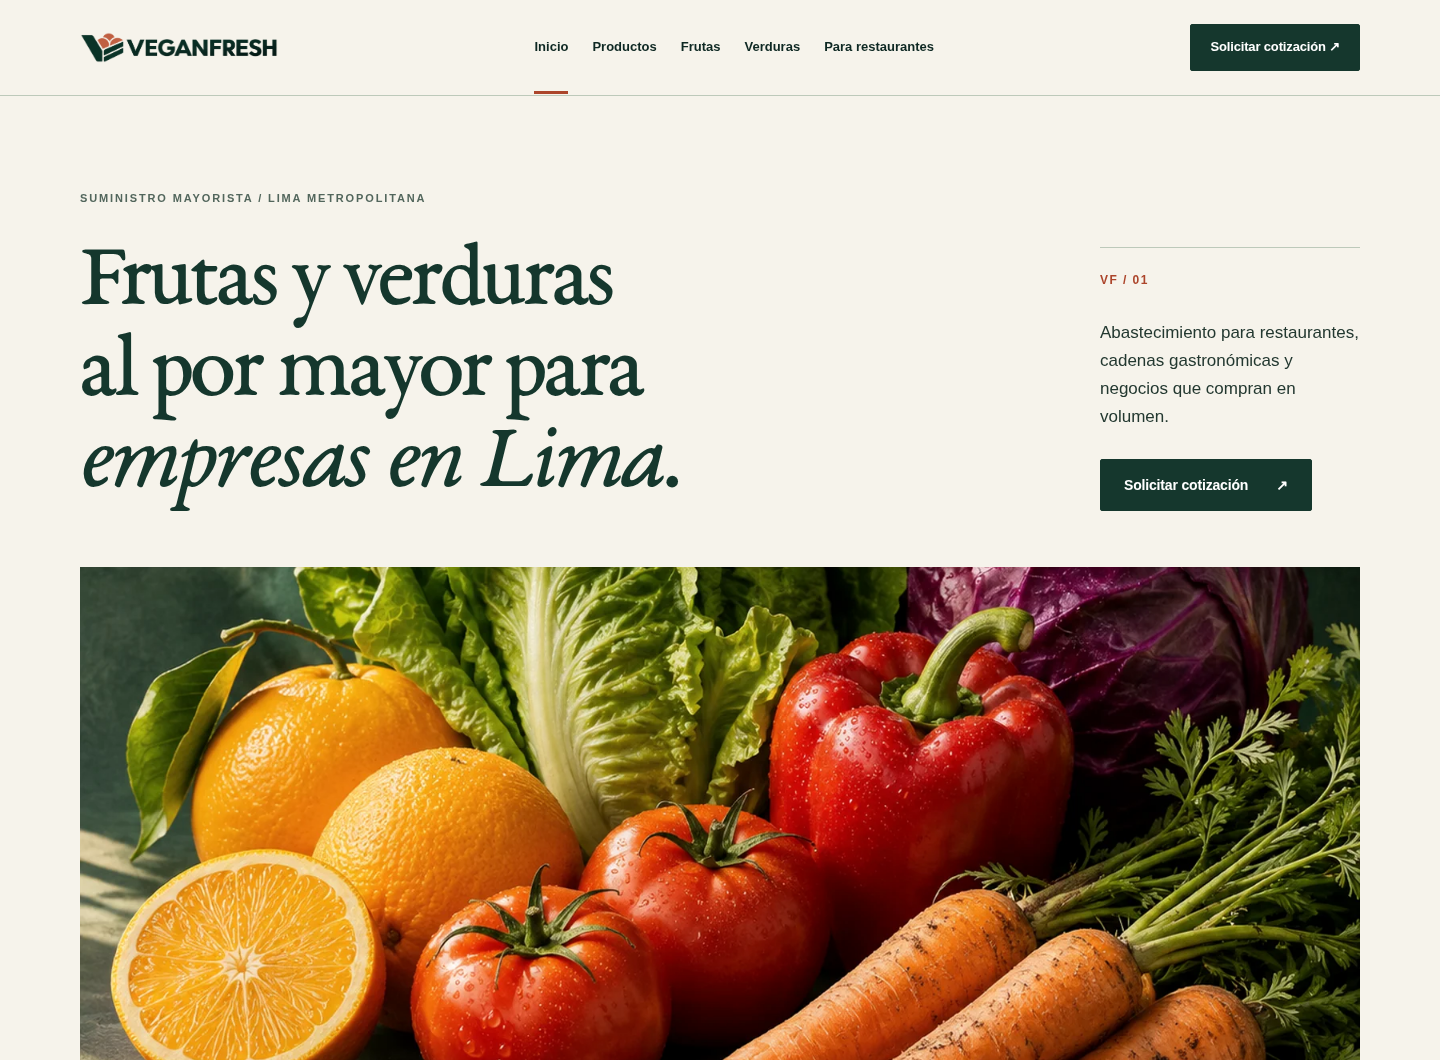 VEGANFRESH
Inicio Productos Frutas Verduras Para restaurantes
Solicitar cotización ↗
SUMINISTRO MAYORISTA / LIMA METROPOLITANA
Frutas y verduras
al por mayor para
empresas en Lima.
VF / 01
Abastecimiento para restaurantes,
cadenas gastronómicas y
negocios que compran en
volumen.
Solicitar cotización ↗